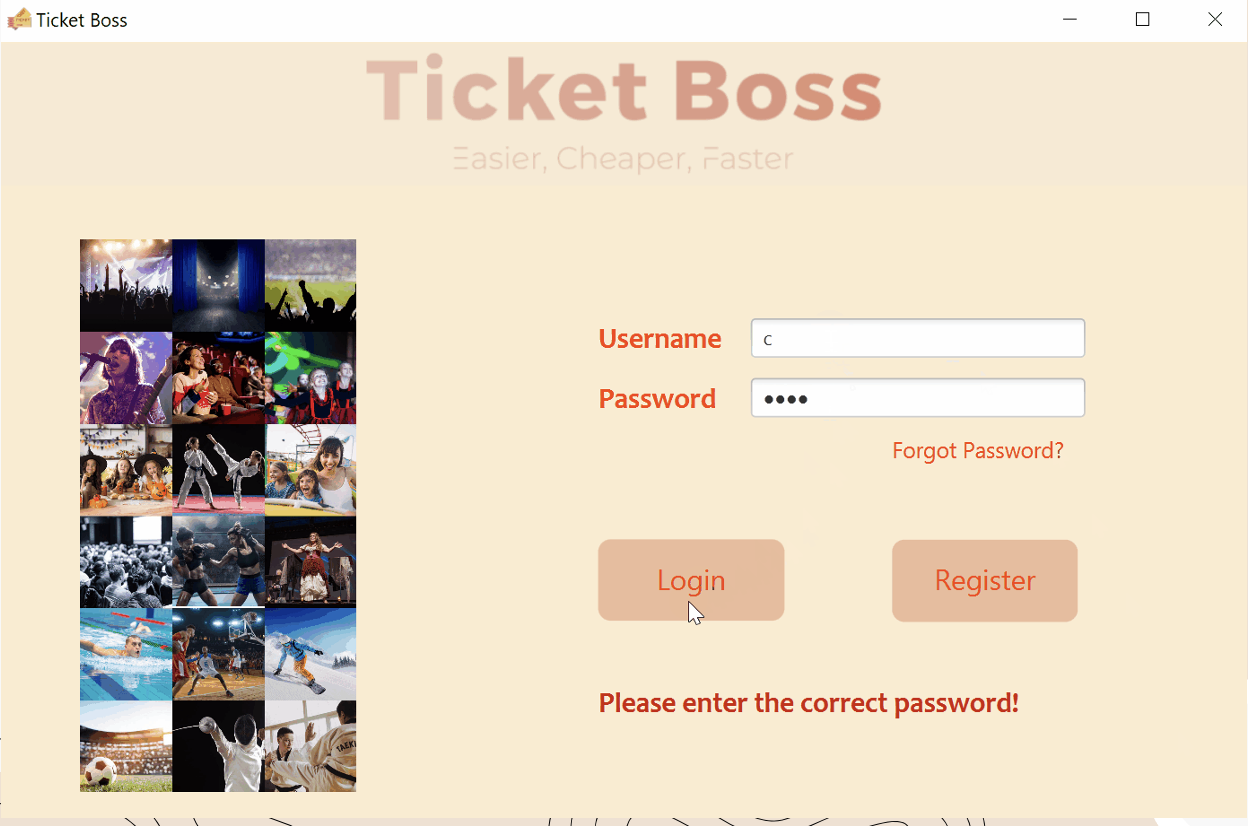 Ticket Boss
Ticket Boss
Easier, Cheaper, Faster
Username
c
Password
••••
Forgot Password?
Login
Register
Please enter the correct password!